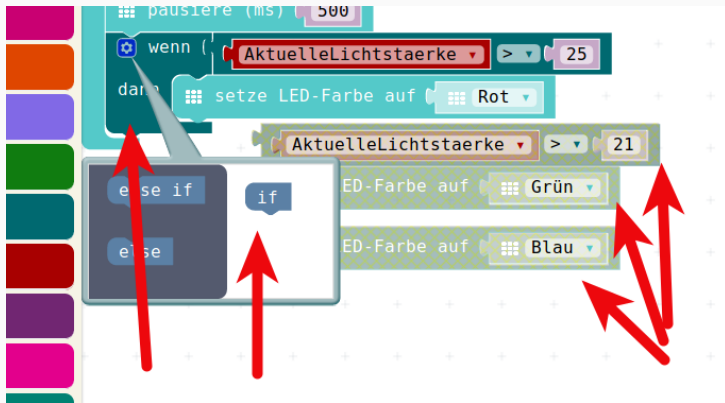 pausiere (ms) 500
wenn ( AktuelleLichtstaerke ▾ > ▾ 25
dann setze LED-Farbe auf Rot ▾
AktuelleLichtstaerke ▾ > ▾ 21
else if if ED-Farbe auf Grün ▾
else ED-Farbe auf Blau ▾